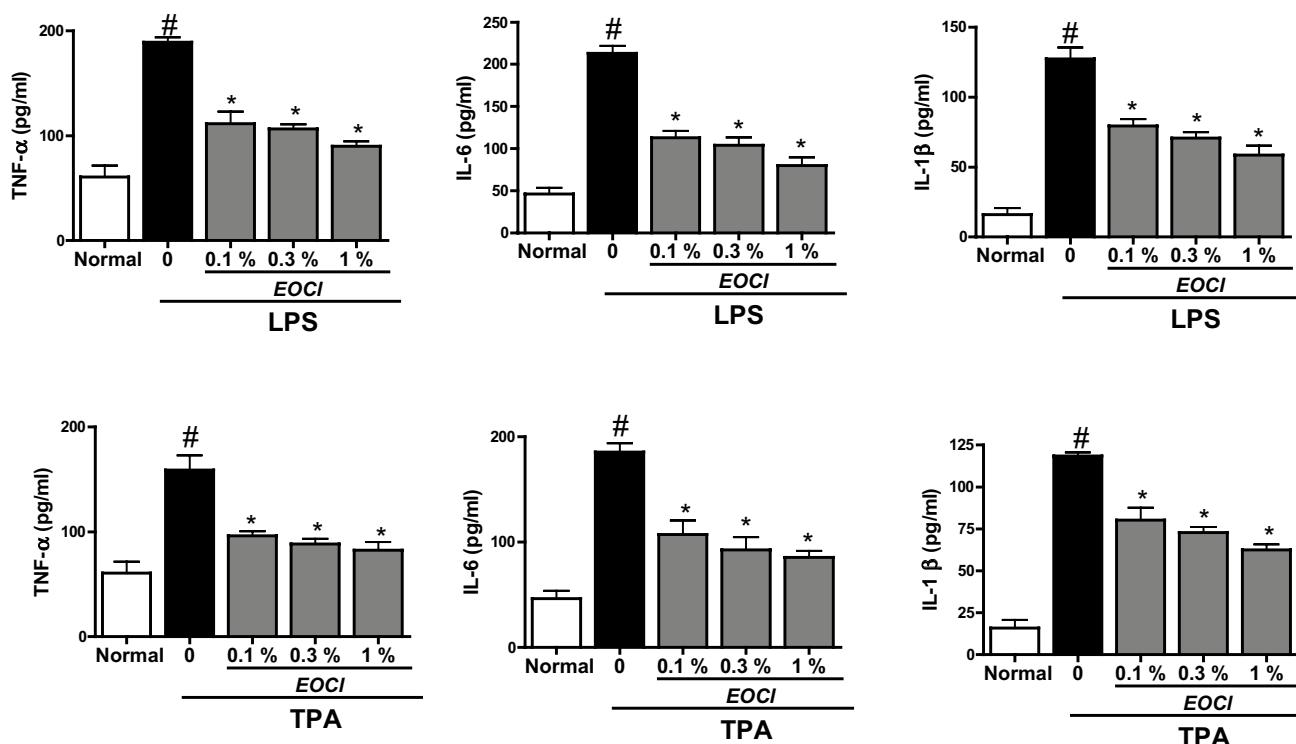 TNF-α (pg/ml)
200
100
0
#
*
*
*
Normal 0 0.1 % 0.3 % 1 %
EOCI
LPS
IL-6 (pg/ml)
250
200
150
100
50
0
#
*
*
*
Normal 0 0.1 % 0.3 % 1 %
EOCI
LPS
IL-1β (pg/ml)
150
100
50
0
#
*
*
*
Normal 0 0.1 % 0.3 % 1 %
EOCI
LPS
TNF-α (pg/ml)
200
100
0
#
*
*
*
Normal 0 0.1 % 0.3 % 1 %
EOCI
TPA
IL-6 (pg/ml)
200
100
0
#
*
*
*
Normal 0 0.1 % 0.3 % 1 %
EOCI
TPA
IL-1 β (pg/ml)
125
100
75
50
25
0
#
*
*
*
Normal 0 0.1 % 0.3 % 1 %
EOCI
TPA